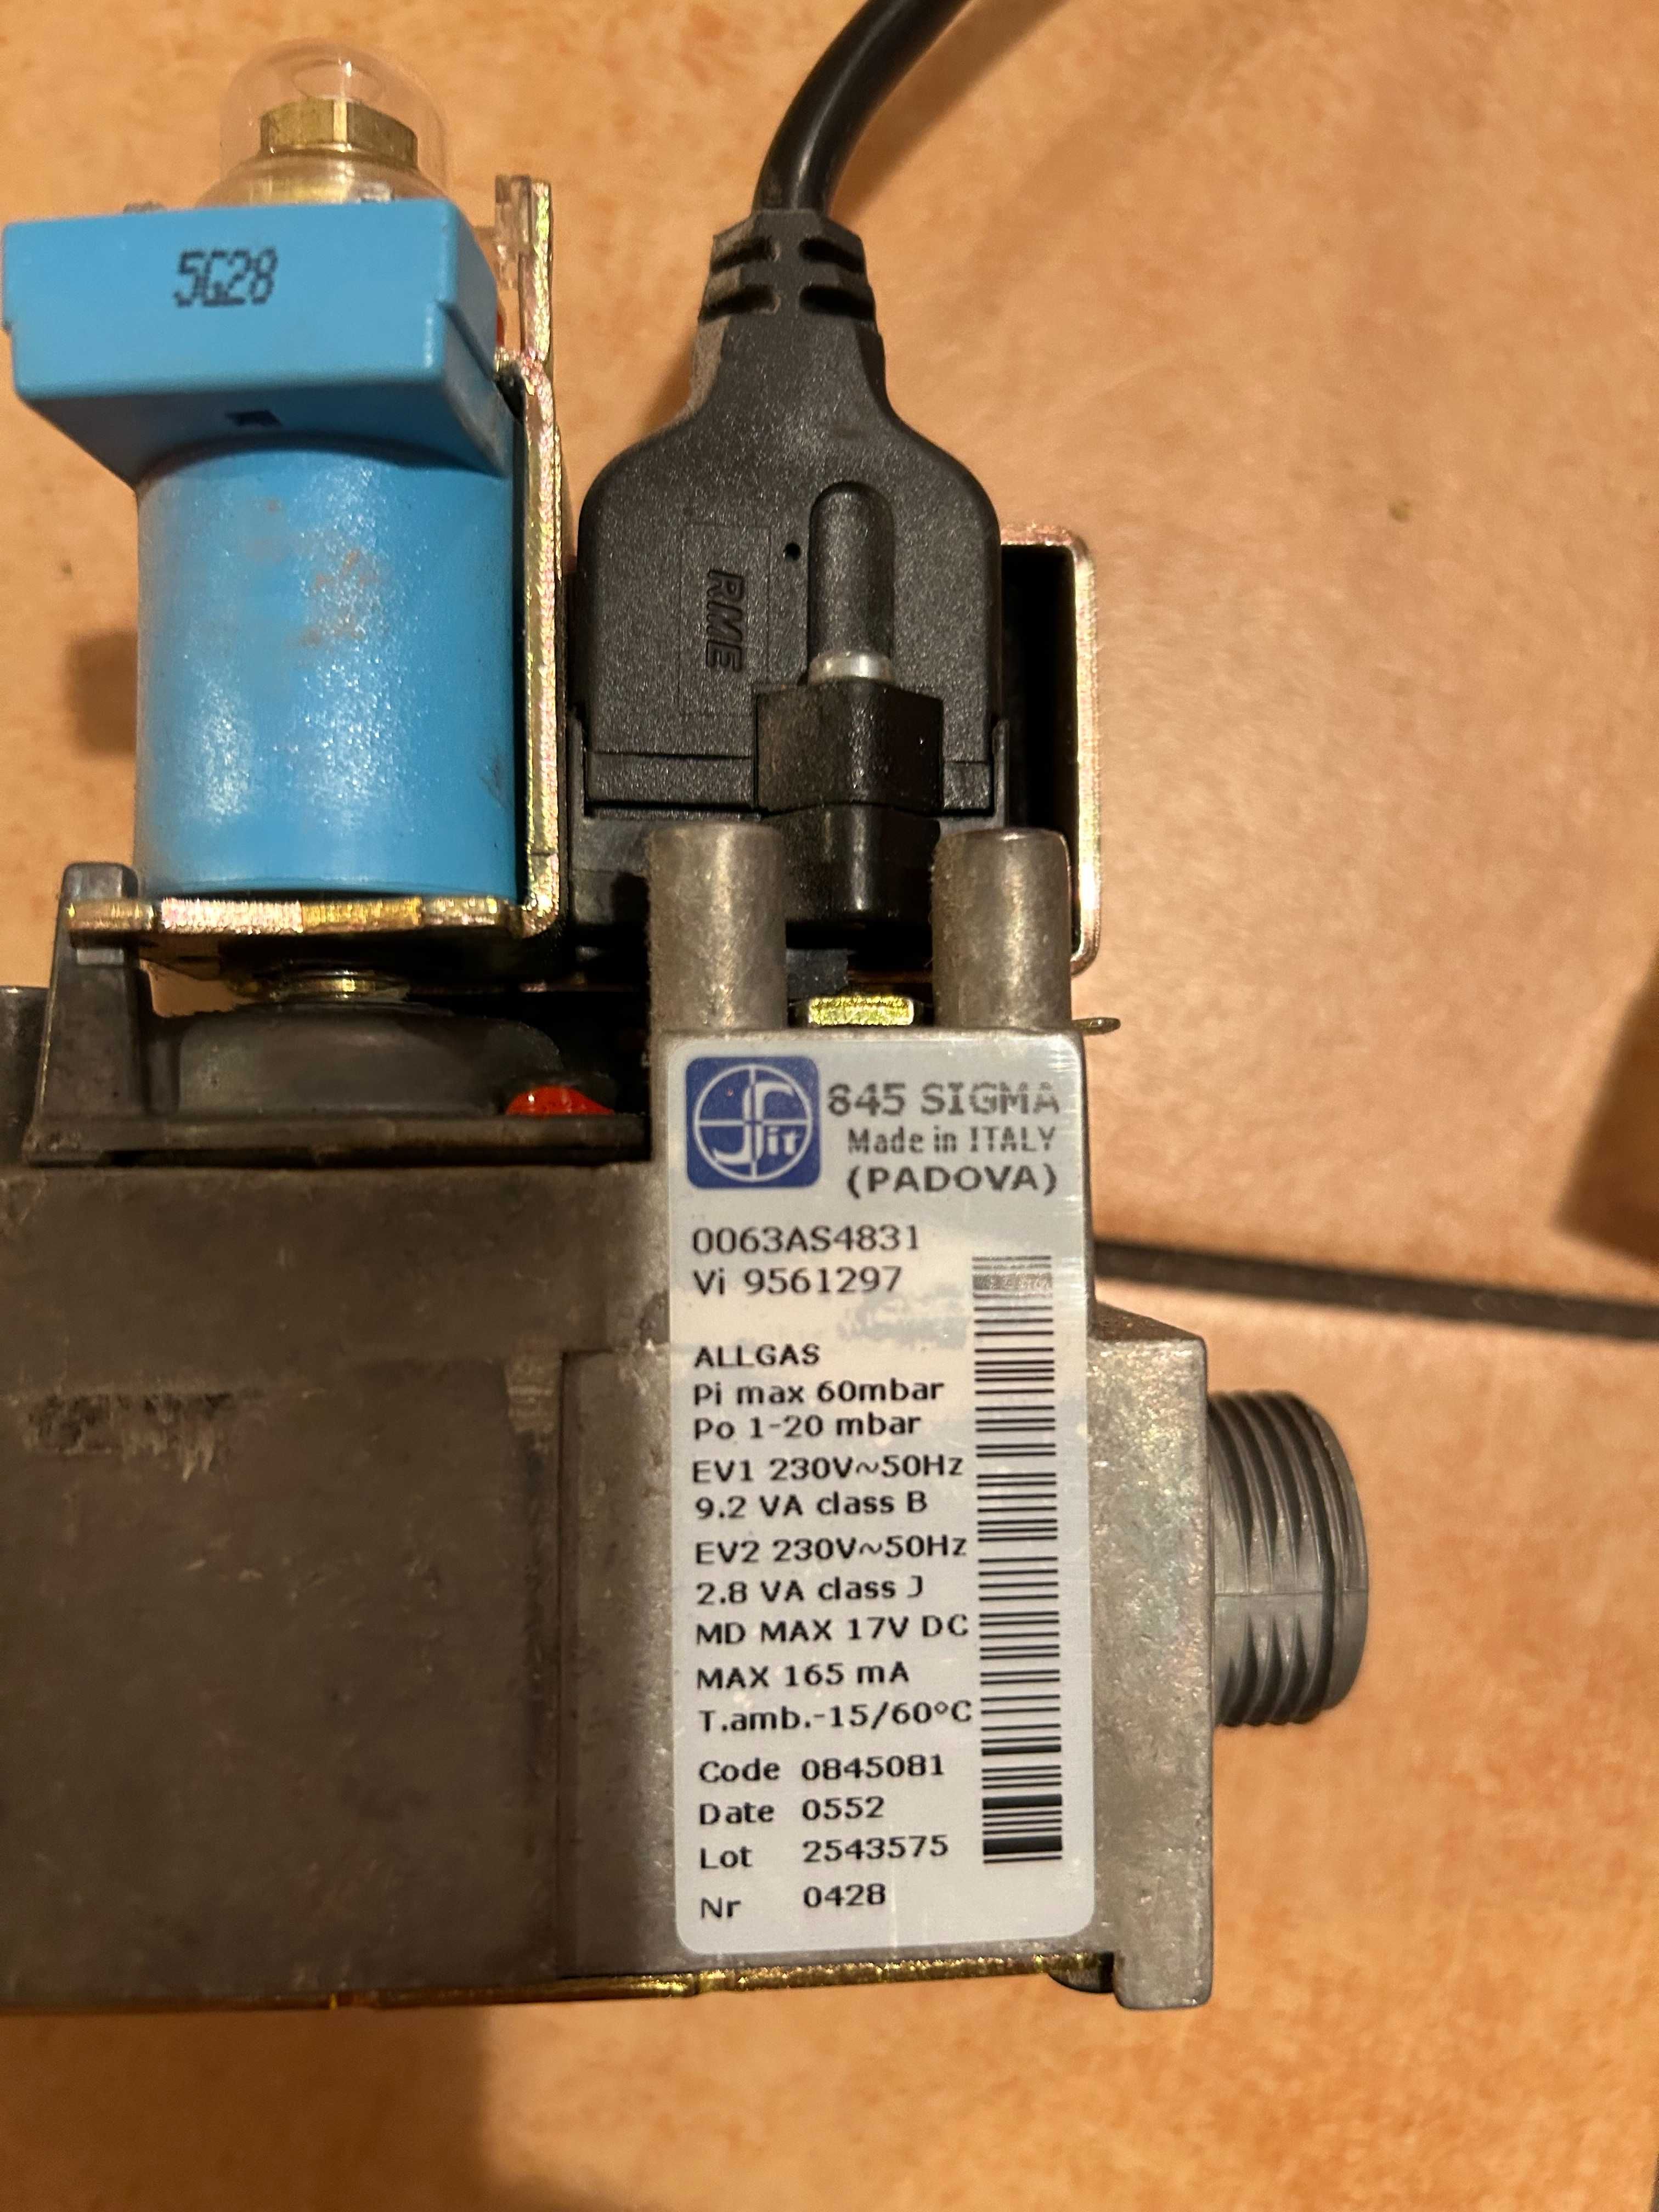 5G28
RIME
Sit
845 SIGMA
Made in ITALY
(PADOVA)
0063AS4831
Vi 9561297
ALLGAS
Pi max 60mbar
Po 1-20 mbar
EV1 230V~50Hz
9.2 VA class B
EV2 230V~50Hz
2.8 VA class J
MD MAX 17V DC
MAX 165 mA
T.amb.-15/60°C
Code 0845081
Date 0552
Lot 2543575
Nr 0428